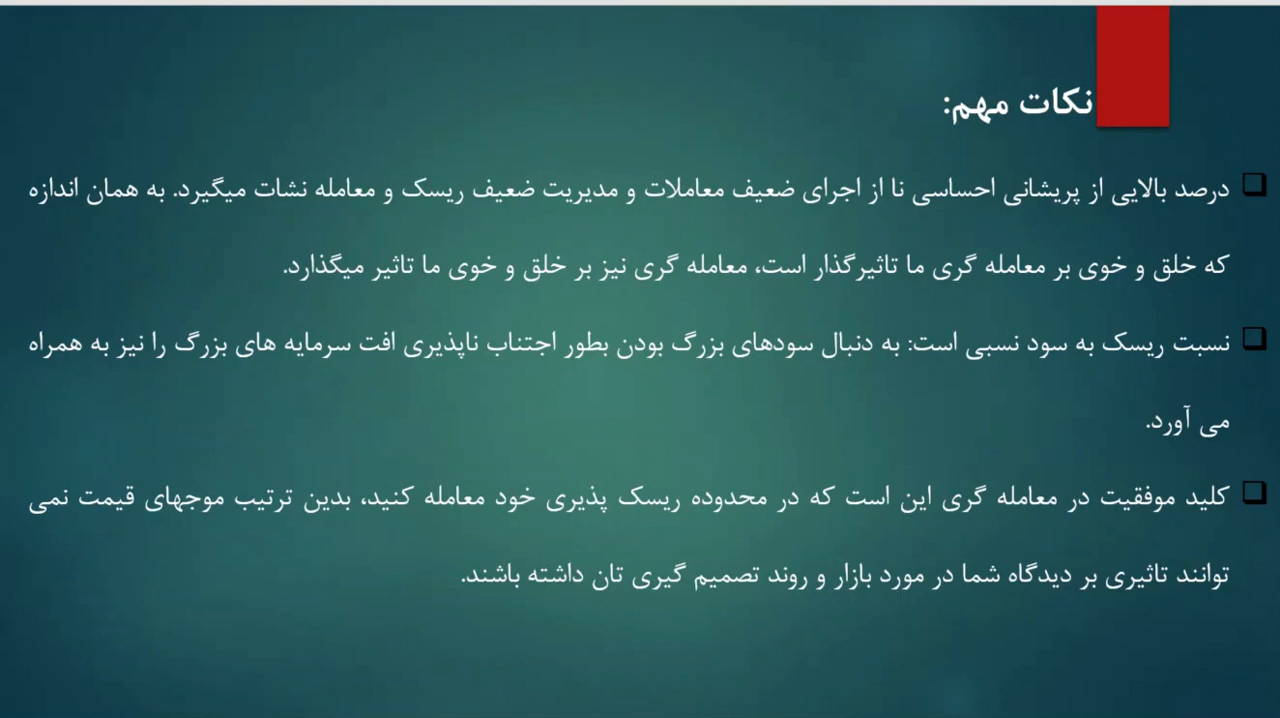 نکات مهم:
درصد بالایی از پریشانی احساسی نا از اجرای ضعیف معاملات و مدیریت ضعیف ریسک و معامله نشات میگیرد. به همان اندازه
که خلق و خوی بر معامله گری ما تاثیرگذار است، معامله گری نیز بر خلق و خوی ما تاثیر میگذارد.
نسبت ریسک به سود نسبی است: به دنبال سودهای بزرگ بودن بطور اجتناب ناپذیری افت سرمایه های بزرگ را نیز به همراه
می آورد.
کلید موفقیت در معامله گری این است که در محدوده ریسک پذیری خود معامله کنید، بدین ترتیب موجهای قیمت نمی
توانند تاثیری بر دیدگاه شما در مورد بازار و روند تصمیم گیری تان داشته باشند.